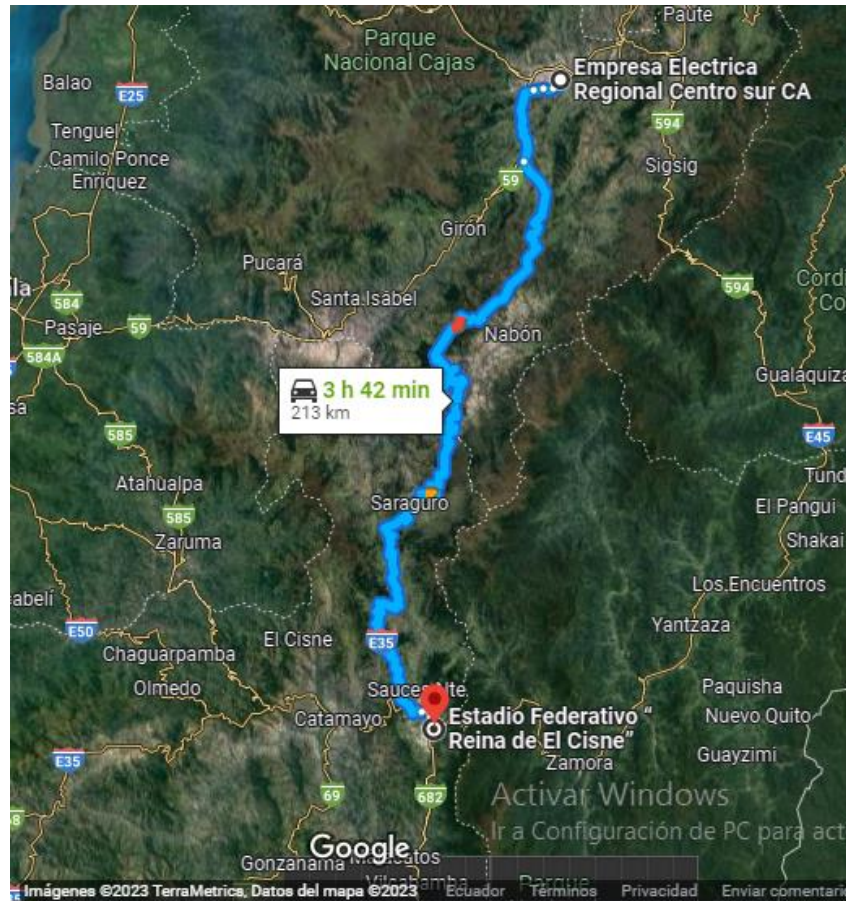 Paute
Parque
Nacional Cajas
Empresa Electrica
Regional Centro sur CA
Balao
E25
594
Tenguel
Camilo Ponce
Enriquez
Sigsig
59
Girón
Pucará
594
Santa Isabel
584
Pasaje
59
Nabón
584A
3 h 42 min
213 km
Gualaquiza
585
E45
Atahualpa
Saraguro
585
El Pangui
Zaruma
Los Encuentros
E50
El Cisne
E35
Yantzaza
Chaguarpamba
Olmedo
Paquisha
Catamayo
Estadio Federativo “
Reina de El Cisne”
Nuevo Quito
E35
Zamora
Guayzimi
69
682
Activar Windows
Ir a Configuración de PC para act
Google
Gonzanamá
Imágenes ©2023 TerraMetrics, Datos del mapa ©2023
Ecuador
Términos
Privacidad
Enviar comentario